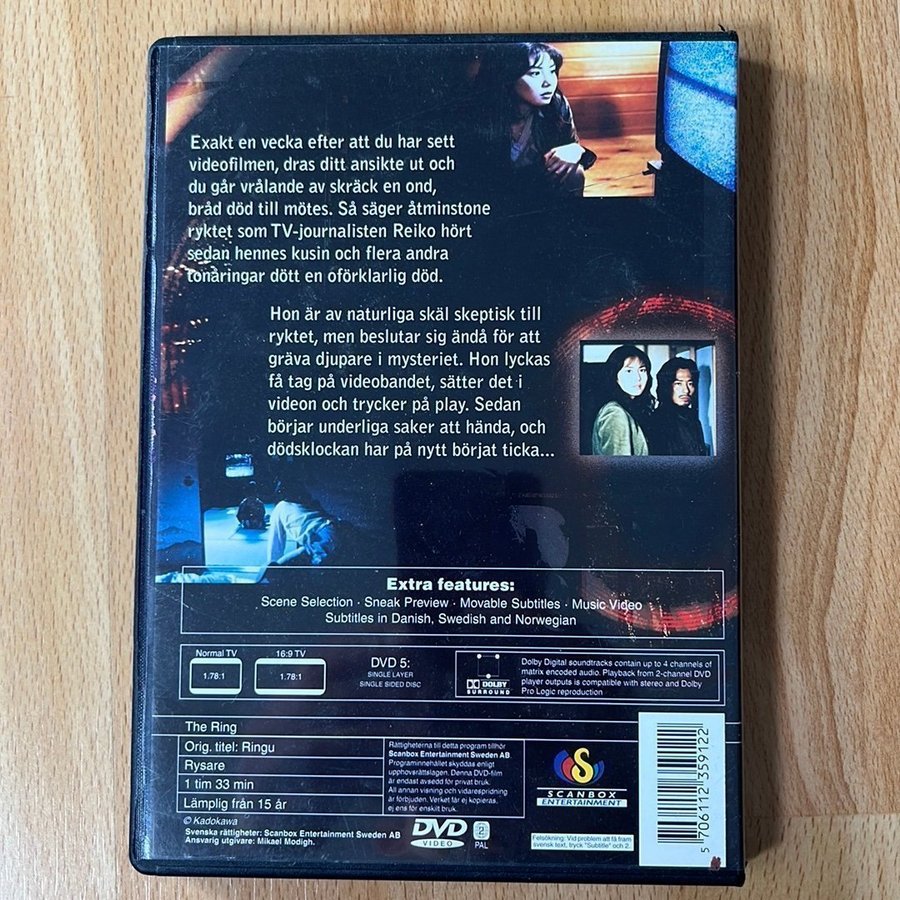 Exakt en vecka efter att du har sett
videofilmen, dras ditt ansikte ut och
du går vrålande av skräck en ond,
bråd död till mötes. Så säger åtminstone
ryktet som TV-journalisten Reiko hört
sedan hennes kusin och flera andra
tonåringar dött en oförklarlig död.
Hon är av naturliga skäl skeptisk till
ryktet, men beslutar sig ändå för att
gräva djupare i mysteriet. Hon lyckas
få tag på videobandet, sätter det i
videon och trycker på play. Sedan
börjar underliga saker att hända, och
dödsklockan har på nytt börjat ticka...
Extra features:
Scene Selection · Sneak Preview · Movable Subtitles · Music Video
Subtitles in Danish, Swedish and Norwegian
Normal TV
1.78:1
16:9 TV
1.78:1
DVD 5:
SINGLE LAYER
SINGLE SIDED DISC
DOLBY
SURROUND
Dolby Digital soundtracks contain up to 4 channels of
matrix encoded audio. Playback from 2-channel DVD
player outputs is compatible with stereo and Dolby
Pro Logic reproduction
The Ring
Orig. titel: Ringu
Rysare
1 tim 33 min
Lämplig från 15 år
Rättigheterna till detta program tillhör
Scanbox Entertainment Sweden AB
Programinnehållet skyddas enligt
upphovsrättslagen. Denna DVD-film
är endast avsedd för privat bruk.
All annan visning och vidarespridning
är förbjuden. Verket får ej kopieras,
ej ens för enskilt bruk.
© Kadokawa
Svenska rättigheter: Scanbox Entertainment Sweden AB
Ansvarig utgivare: Mikael Modigh.
DVD
VIDEO
2
PAL
S
SCANBOX
ENTERTAINMENT
Felsökning: Vid problem att få fram
svensk text, tryck "Subtitle" och 2.
5 706112 359122